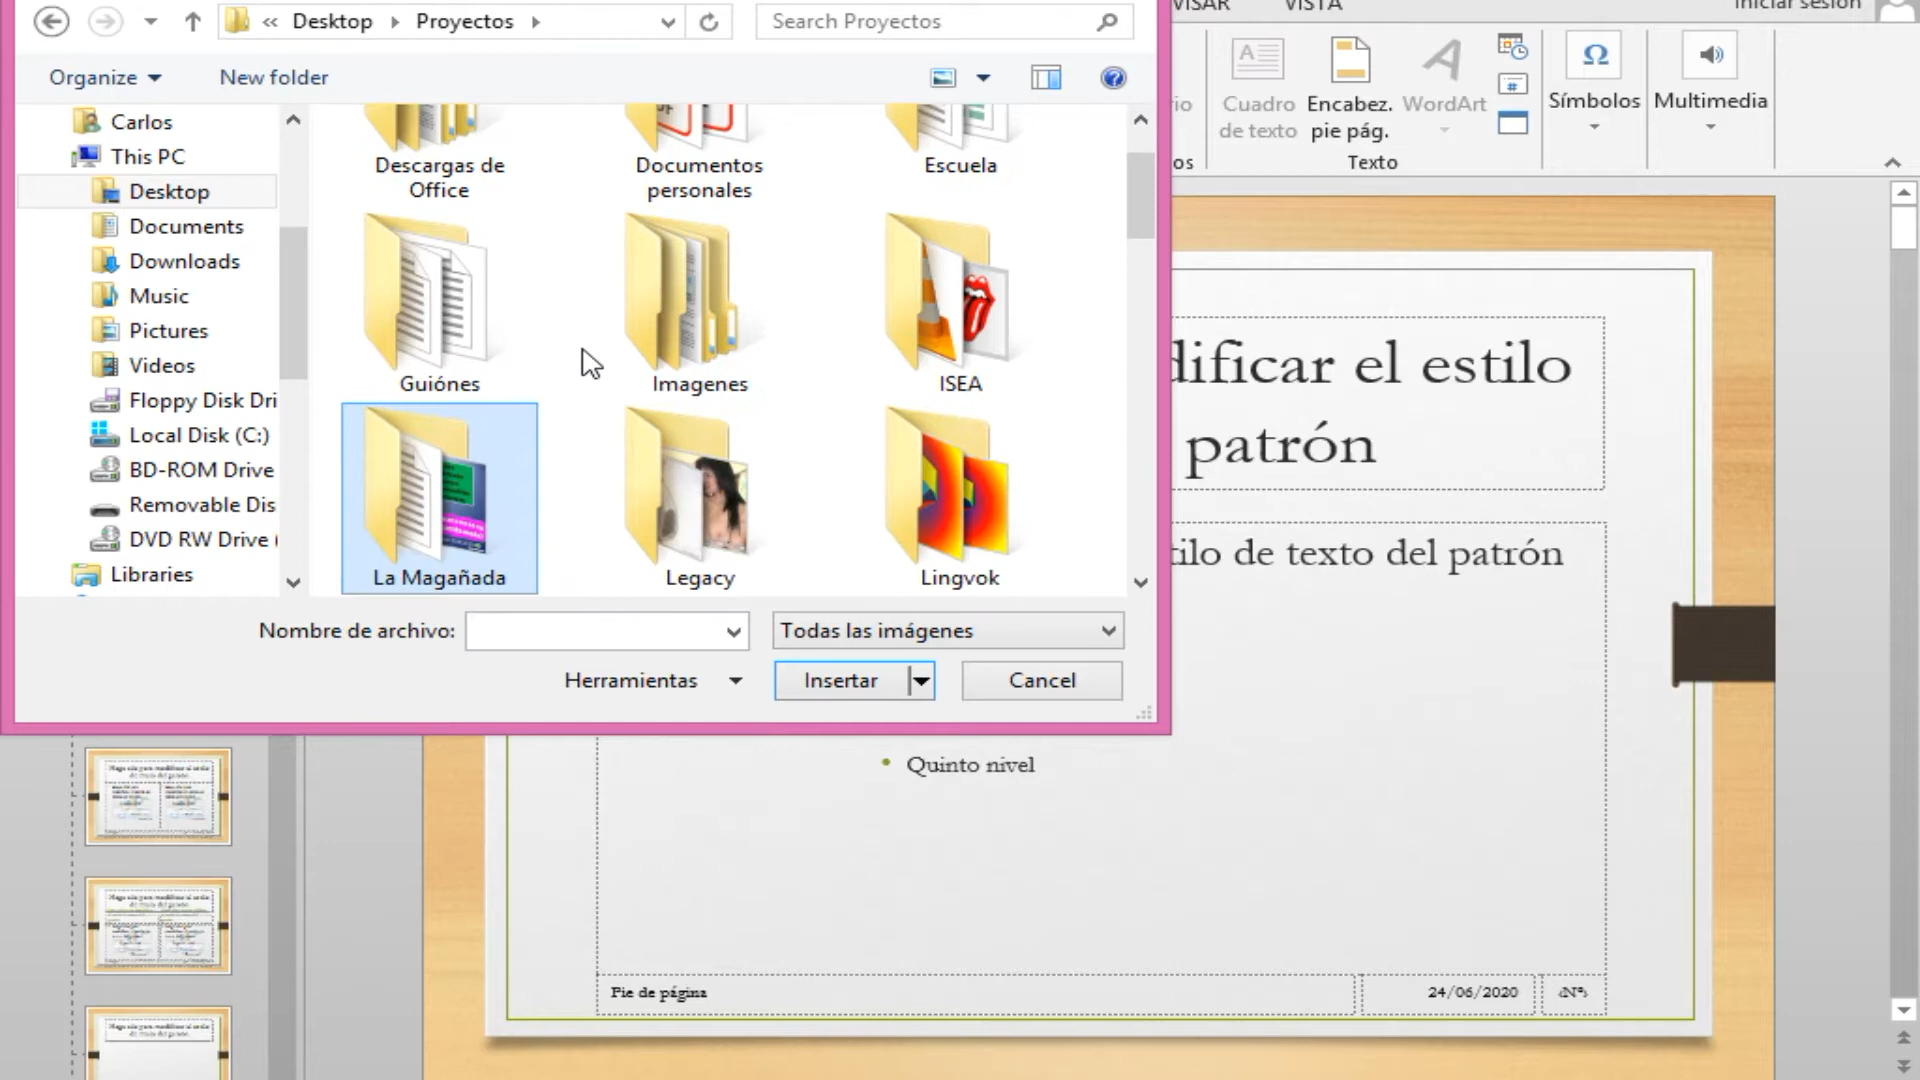 Desktop
Proyectos
Search Proyectos
VISAR
VISTA
Iniciar sesión
Organize
New folder
Cuadro de texto
Encabez. pie pág.
WordArt
Símbolos
Multimedia
Texto
Carlos
This PC
Desktop
Documents
Downloads
Music
Pictures
Videos
Floppy Disk Dri
Local Disk (C:)
BD-ROM Drive
Removable Dis
DVD RW Drive (
Libraries
Descargas de Office
Documentos personales
Escuela
Guiónes
Imagenes
ISEA
La Magañada
Legacy
Lingvok
Nombre de archivo:
Todas las imágenes
Herramientas
Insertar
Cancel
dificar el estilo
patrón
tilo de texto del patrón
Quinto nivel
Pie de página
24/06/2020
‹Nº›